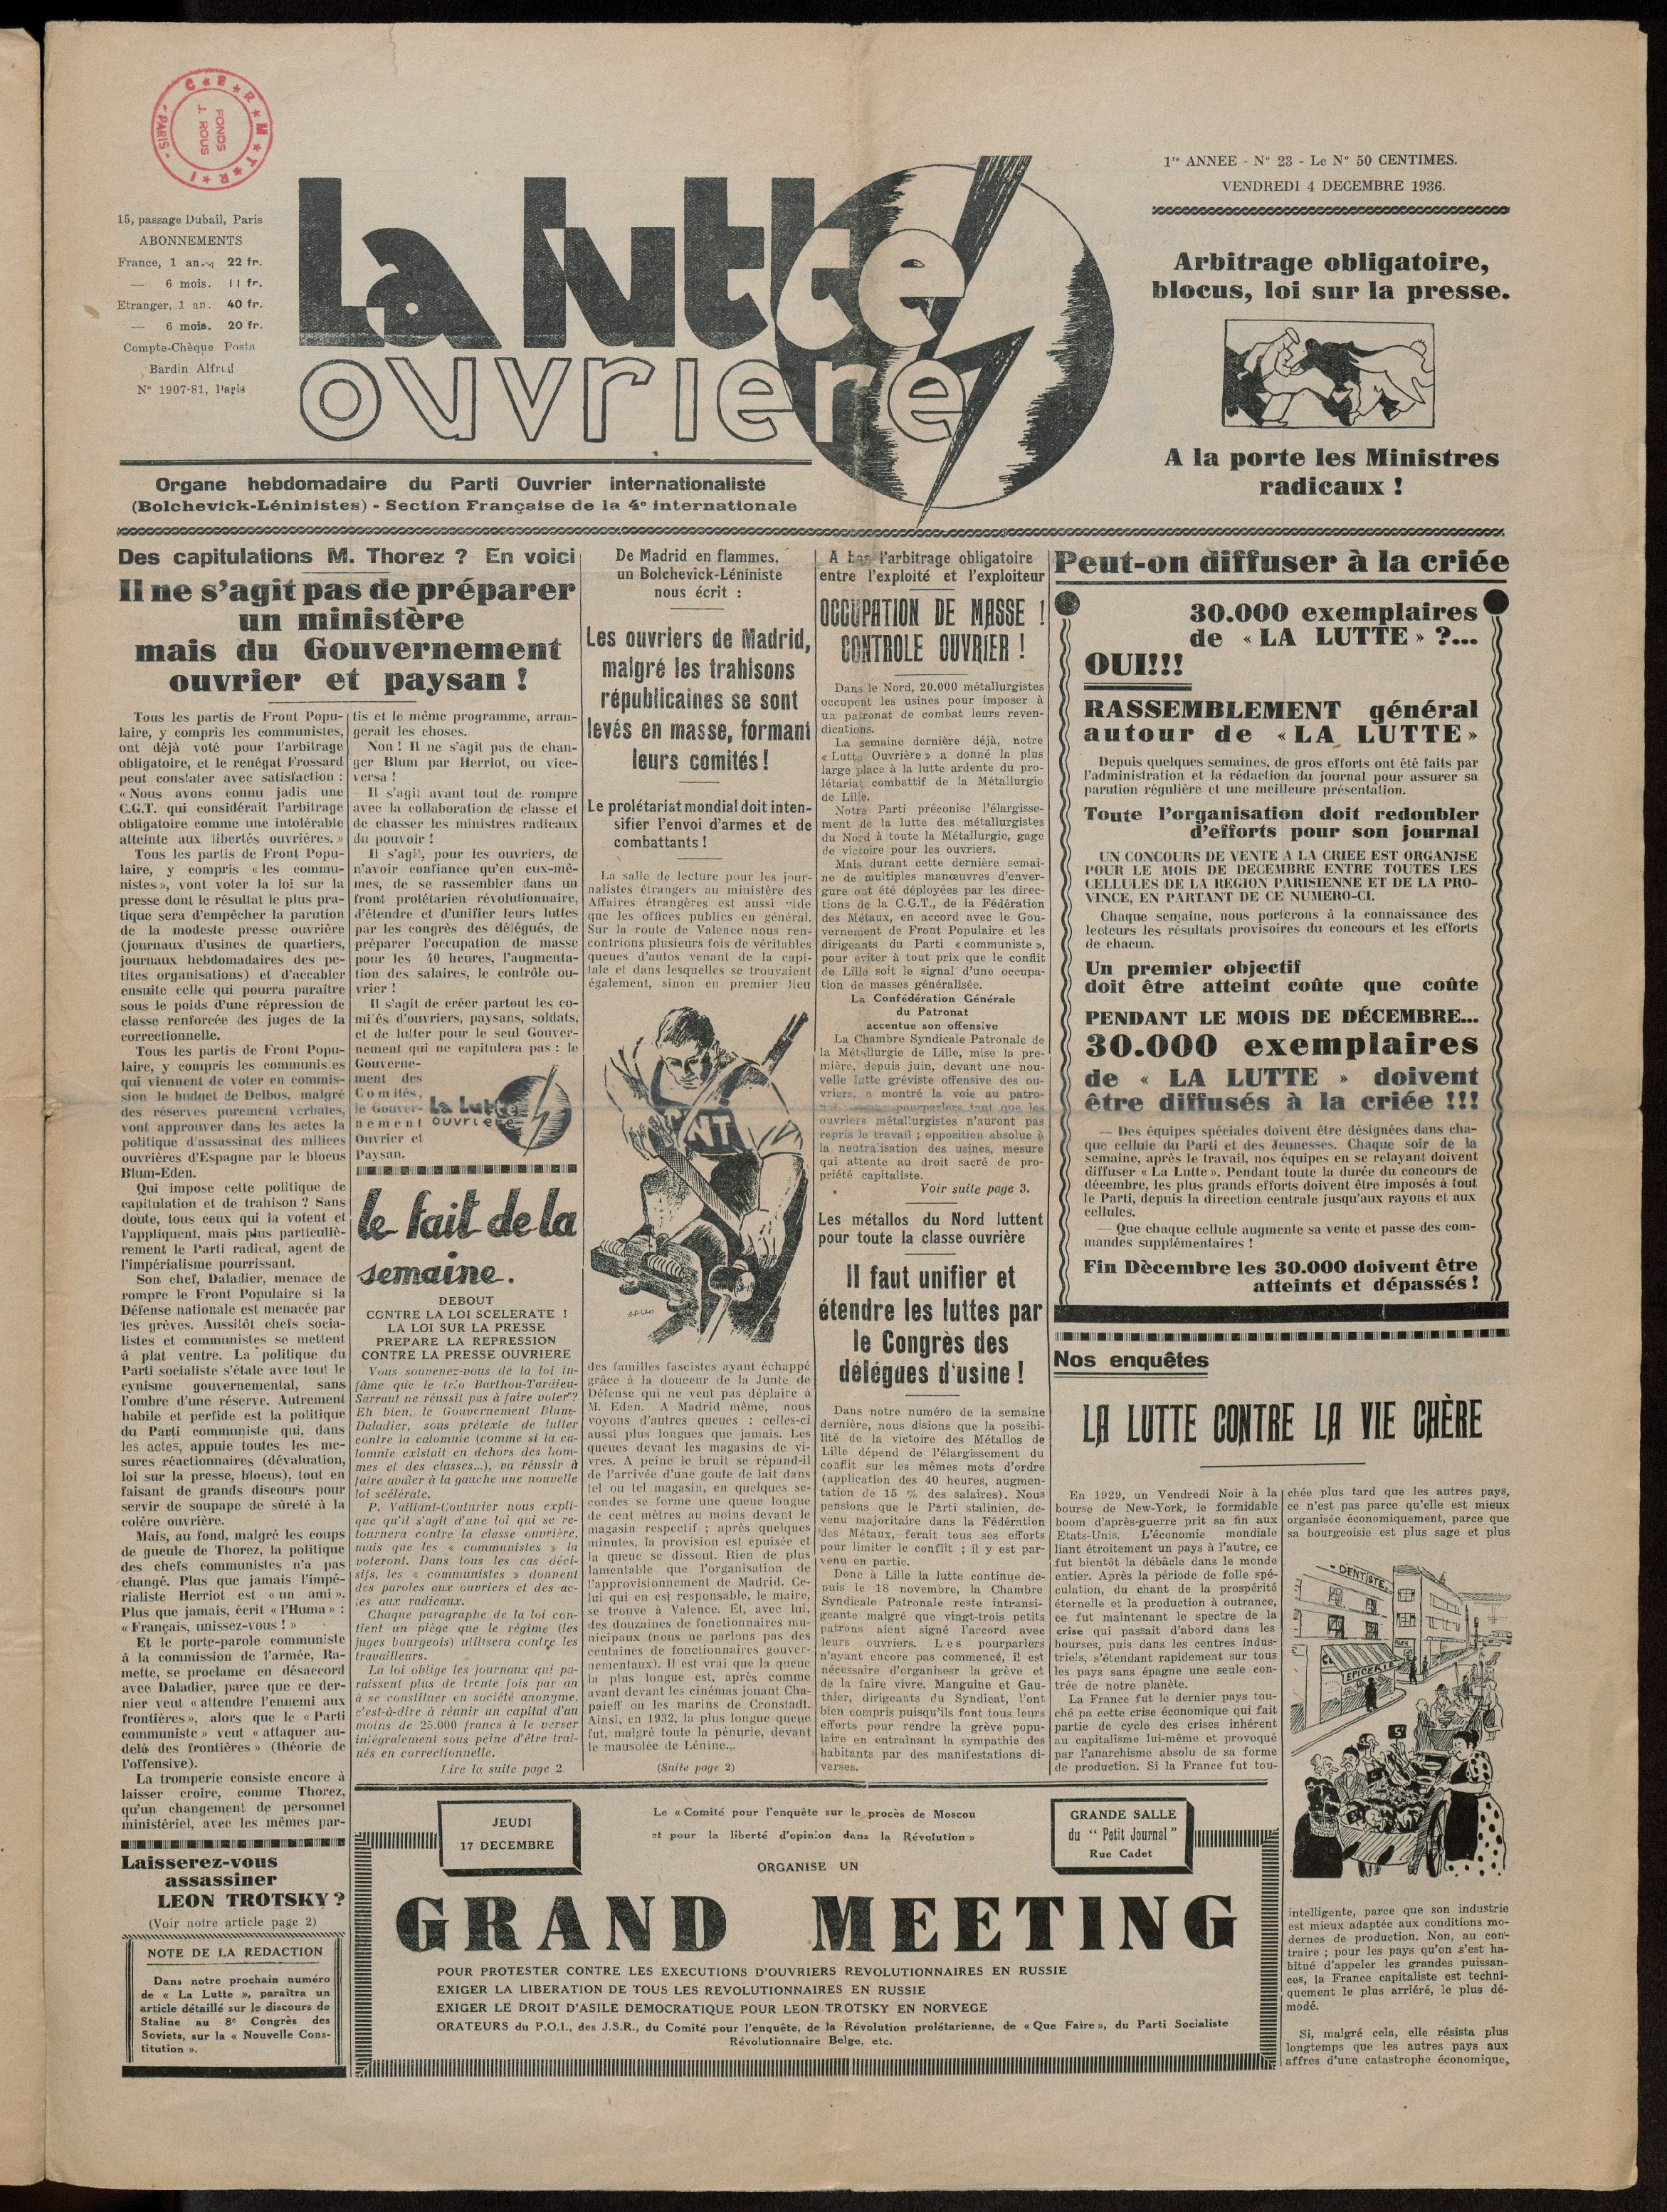 C★E★R★M★T★R★I
- PARIS -
FONDS
J. ROUS
15, passage Dubail, Paris
ABONNEMENTS
France, 1 an 22 fr.
— 6 mois. 11 fr.
Etranger, 1 an. 40 fr.
— 6 mois. 20 fr.
Compte-Chèque Posta
Bardin Alfred
N° 1907-81, Paris
La lutte
ouvriere
Organe hebdomadaire du Parti Ouvrier internationaliste
(Bolchevick-Léninistes) - Section Française de la 4e internationale
1re ANNEE - N° 23 - Le N° 50 CENTIMES.
VENDREDI 4 DECEMBRE 1936.
Arbitrage obligatoire,
blocus, loi sur la presse.
A la porte les Ministres
radicaux !
Des capitulations M. Thorez ? En voici
Il ne s'agit pas de préparer
un ministère
mais du Gouvernement
ouvrier et paysan !
Tous les partis de Front Popu-
laire, y compris les communistes,
ont déjà voté pour l'arbitrage
obligatoire, et le renégat Frossard
peut constater avec satisfaction :
« Nous avons connu jadis une
C.G.T. qui considérait l'arbitrage
obligatoire comme une intolérable
atteinte aux libertés ouvrières. »
Tous les partis de Front Popu-
laire, y compris « les commu-
nistes », vont voter la loi sur la
presse dont le résultat le plus pra-
tique sera d'empêcher la parution
de la modeste presse ouvrière
(journaux d'usines de quartiers,
journaux hebdomadaires des pe-
tites organisations) et d'accabler
ensuite celle qui pourra paraître
sous le poids d'une répression de
classe renforcée des juges de la
correctionnelle.
Tous les partis de Front Popu-
laire, y compris les communis.es
qui viennent de voter en commis-
sion le budget de Delbos, malgré
des réserves purement verbales,
vont approuver dans les actes la
politique d'assassinat des milices
ouvrières d'Espagne par le blocus
Blum-Eden.
Qui impose cette politique de
capitulation et de trahison ? Sans
doute, tous ceux qui la votent et
l'appliquent, mais plus particuliè-
rement le Parti radical, agent de
l'impérialisme pourrissant.
Son chef, Daladier, menace de
rompre le Front Populaire si la
Défense nationale est menacée par
les grèves. Aussitôt chefs socia-
listes et communistes se mettent
à plat ventre. La politique du
Parti socialiste s'étale avec tout le
cynisme gouvernemental, sans
l'ombre d'une réserve. Autrement
habile et perfide est la politique
du Parti communiste qui, dans
les actes, appuie toutes les me-
sures réactionnaires (dévaluation,
loi sur la presse, blocus), tout en
faisant de grands discours pour
servir de soupape de sûreté à la
colère ouvrière.
Mais, au fond, malgré les coups
de gueule de Thorez, la politique
des chefs communistes n'a pas
changé. Plus que jamais l'impé-
rialiste Herriot est « un ami ».
Plus que jamais, écrit « l'Huma » :
« Français, unissez-vous ! »
Et le porte-parole communiste
à la commission de l'armée, Ra-
mette, se proclame en désaccord
avec Daladier, parce que ce der-
nier veut « attendre l'ennemi aux
frontières », alors que le « Parti
communiste » veut « attaquer au-
delà des frontières » (théorie de
l'offensive).
La tromperie consiste encore à
laisser croire, comme Thorez,
qu'un changement de personnel
ministériel, avec les mêmes par-
tis et le même programme, arran-
gerait les choses.
Non ! Il ne s'agit pas de chan-
ger Blum par Herriot, ou vice-
versa !
Il s'agit avant tout de rompre
avec la collaboration de classe et
de chasser les ministres radicaux
du pouvoir !
Il s'agit, pour les ouvriers, de
n'avoir confiance qu'en eux-mê-
mes, de se rassembler dans un
front prolétarien révolutionnaire,
d'étendre et d'unifier leurs luttes
par les congrès des délégués, de
préparer l'occupation de masse
pour les 40 heures, l'augmenta-
tion des salaires, le contrôle ou-
vrier !
Il s'agit de créer partout les co-
mités d'ouvriers, paysans, soldats,
et de lutter pour le seul Gouver-
nement qui ne capitulera pas : le
Gouverne-
ment des
Comités,
le Gouver-
nement
Ouvrier et
Paysan.
La Lutte
ouvriere
le fait de la
semaine.
DEBOUT
CONTRE LA LOI SCELERATE !
LA LOI SUR LA PRESSE
PREPARE LA REPRESSION
CONTRE LA PRESSE OUVRIERE
Vous souvenez-vous de la loi in-
fâme que le trio Barthou-Tardieu-
Sarraut ne réussit pas à faire voter ?
Eh bien, le Gouvernement Blum-
Daladier, sous prétexte de lutter
contre la calomnie (comme si la ca-
lomnie existait en dehors des hom-
mes et des classes...), va réussir à
faire avaler à la gauche une nouvelle
loi scélérate.
P. Vaillant-Couturier nous expli-
que qu'il s'agit d'une loi qui se re-
tournera contre la classe ouvrière,
mais que les « communistes » la
voteront. Dans tous les cas déci-
sifs, les « communistes » donnent
des paroles aux ouvriers et des ac-
tes aux radicaux.
Chaque paragraphe de la loi con-
tient un piège que le régime (les
juges bourgeois) utilisera contre les
travailleurs.
La loi oblige les journaux qui pa-
raissent plus de trente fois par an
à se constituer en société anonyme,
c'est-à-dire à réunir un capital d'au
moins de 25.000 francs à le verser
intégralement sous peine d'être trai-
nés en correctionnelle.
Lire la suite page 2
De Madrid en flammes,
un Bolchevick-Léniniste
nous écrit :
Les ouvriers de Madrid,
malgré les trahisons
républicaines se sont
levés en masse, formant
leurs comités !
Le prolétariat mondial doit inten-
sifier l'envoi d'armes et de
combattants !
La salle de lecture pour les jour-
nalistes étrangers au ministère des
Affaires étrangères est aussi vide
que les offices publics en général.
Sur la route de Valence nous ren-
contrions plusieurs fois de véritables
queues d'autos venant de la capi-
tale et dans lesquelles se trouvaient
également, sinon en premier lieu
NT
GALLO
des familles fascistes ayant échappé
grâce à la douceur de la Junte de
Défense qui ne veut pas déplaire à
M. Eden. A Madrid même, nous
voyons d'autres queues : celles-ci
aussi plus longues que jamais. Les
queues devant les magasins de vi-
vres. A peine le bruit se répand-il
de l'arrivée d'une goute de lait dans
tel ou tel magasin, en quelques se-
condes se forme une queue longue
de cent mètres au moins devant le
magasin respectif ; après quelques
minutes, la provision est épuisée et
la queue se dissout. Rien de plus
lamentable que l'organisation de
l'approvisionnement de Madrid. Ce-
lui qui en est responsable, le maire,
se trouve à Valence. Et, avec lui,
des douzaines de fonctionnaires mu-
nicipaux (nous ne parlons pas des
centaines de fonctionnaires gouver-
nementaux). Il est vrai que la queue
la plus longue est, après comme
avant devant les cinémas jouant Cha-
paieff ou les marins de Cronstadt.
Ainsi, en 1932, la plus longue queue
fut, malgré toute la pénurie, devant
le mausolée de Lénine...
(Suite page 2)
A bas l'arbitrage obligatoire
entre l'exploité et l'exploiteur
OCCUPATION DE MASSE !
CONTROLE OUVRIER !
Dans le Nord, 20.000 métallurgistes
occupent les usines pour imposer à
un patronat de combat leurs reven-
dications.
La semaine dernière déjà, notre
« Lutte Ouvrière » a donné la plus
large place à la lutte ardente du pro-
létariat combattif de la Métallurgie
de Lille.
Notre Parti préconise l'élargisse-
ment de la lutte des métallurgistes
du Nord à toute la Métallurgie, gage
de victoire pour les ouvriers.
Mais durant cette dernière semai-
ne de multiples manœuvres d'enver-
gure ont été déployées par les direc-
tions de la C.G.T., de la Fédération
des Métaux, en accord avec le Gou-
vernement de Front Populaire et les
dirigeants du Parti « communiste »,
pour éviter à tout prix que le conflit
de Lille soit le signal d'une occupa-
tion de masses généralisée.
La Confédération Générale
du Patronat
accentue son offensive
La Chambre Syndicale Patronale de
la Métallurgie de Lille, mise la pre-
mière, depuis juin, devant une nou-
velle lutte gréviste offensive des ou-
vriers, a montré la voie au patro-
pourparlers tant que les
ouvriers métallurgistes n'auront pas
repris le travail ; opposition absolue à
la neutralisation des usines, mesure
qui attente au droit sacré de pro-
priété capitaliste.
Voir suite page 3.
Les métallos du Nord luttent
pour toute la classe ouvrière
Il faut unifier et
étendre les luttes par
le Congrès des
délégues d'usine !
Dans notre numéro de la semaine
dernière, nous disions que la possibi-
lité de la victoire des Métallos de
Lille dépend de l'élargissement du
conflit sur les mêmes mots d'ordre
(application des 40 heures, augmen-
tation de 15 % des salaires). Nous
pensions que le Parti stalinien, de-
venu majoritaire dans la Fédération
des Métaux, ferait tous ses efforts
pour limiter le conflit ; il y est par-
venu en partie.
Donc à Lille la lutte continue de-
puis le 18 novembre, la Chambre
Syndicale Patronale reste intransi-
geante malgré que vingt-trois petits
patrons aient signé l'accord avec
leurs ouvriers. Les pourparlers
n'ayant encore pas commencé, il est
nécessaire d'organisesr la grève et
de la faire vivre. Manguine et Gau-
thier, dirigeants du Syndicat, l'ont
bien compris puisqu'ils font tous leurs
efforts pour rendre la grève popu-
laire en entraînant la sympathie des
habitants par des manifestations di-
verses.
Peut-on diffuser à la criée
30.000 exemplaires
de « LA LUTTE » ?...
OUI!!!
RASSEMBLEMENT général
autour de « LA LUTTE »
Depuis quelques semaines, de gros efforts ont été faits par
l'administration et la rédaction du journal pour assurer sa
parution régulière et une meilleure présentation.
Toute l'organisation doit redoubler
d'efforts pour son journal
UN CONCOURS DE VENTE A LA CRIEE EST ORGANISE
POUR LE MOIS DE DECEMBRE ENTRE TOUTES LES
CELLULES DE LA REGION PARISIENNE ET DE LA PRO-
VINCE, EN PARTANT DE CE NUMERO-CI.
Chaque semaine, nous porterons à la connaissance des
lecteurs les résultats provisoires du concours et les efforts
de chacun.
Un premier objectif
doit être atteint coûte que coûte
PENDANT LE MOIS DE DÉCEMBRE...
30.000 exemplaires
de « LA LUTTE » doivent
être diffusés à la criée !!!
— Des équipes spéciales doivent être désignées dans cha-
que cellule du Parti et des Jeunesses. Chaque soir de la
semaine, après le travail, nos équipes en se relayant doivent
diffuser « La Lutte ». Pendant toute la durée du concours de
décembre, les plus grands efforts doivent être imposés à tout
le Parti, depuis la direction centrale jusqu'aux rayons et aux
cellules.
— Que chaque cellule augmente sa vente et passe des com-
mandes supplémentaires !
Fin Dècembre les 30.000 doivent être
atteints et dépassés !
Nos enquêtes
LA LUTTE CONTRE LA VIE CHÈRE
En 1929, un Vendredi Noir à la
bourse de New-York, le formidable
boom d'après-guerre prit sa fin aux
Etats-Unis. L'économie mondiale
liant étroitement un pays à l'autre, ce
fut bientôt la débâcle dans le monde
entier. Après la période de folle spé-
culation, du chant de la prospérité
éternelle et la production à outrance,
ce fut maintenant le spectre de la
crise qui passait d'abord dans les
bourses, puis dans les centres indus-
triels, s'étendant rapidement sur tous
les pays sans épagne une seule con-
trée de notre planète.
La France fut le dernier pays tou-
ché pa cette crise économique qui fait
partie de cycle des crises inhérent
au capitalisme lui-même et provoqué
par l'anarchisme absolu de sa forme
de production. Si la France fut tou-
chée plus tard que les autres pays,
ce n'est pas parce qu'elle est mieux
organisée économiquement, parce que
sa bourgeoisie est plus sage et plus
DENTISTE
EPICERIE
intelligente, parce que son industrie
est mieux adaptée aux conditions mo-
dernes de production. Non, au con-
traire ; pour les pays qu'on s'est ha-
bitué d'appeler les grandes puissan-
ces, la France capitaliste est techni-
quement le plus arriéré, le plus dé-
modé.
Si, malgré cela, elle résista plus
longtemps que les autres pays aux
affres d'une catastrophe économique,
Laisserez-vous
assassiner
LEON TROTSKY ?
(Voir notre article page 2)
NOTE DE LA REDACTION
Dans notre prochain numéro
de « La Lutte », paraîtra un
article détaillé sur le discours de
Staline au 8e Congrès des
Soviets, sur la « Nouvelle Cons-
titution ».
JEUDI
17 DECEMBRE
Le « Comité pour l'enquête sur le procès de Moscou
et pour la liberté d'opinion dans la Révolution »
ORGANISE UN
GRANDE SALLE
du " Petit Journal "
Rue Cadet
GRAND MEETING
POUR PROTESTER CONTRE LES EXECUTIONS D'OUVRIERS REVOLUTIONNAIRES EN RUSSIE
EXIGER LA LIBERATION DE TOUS LES REVOLUTIONNAIRES EN RUSSIE
EXIGER LE DROIT D'ASILE DEMOCRATIQUE POUR LEON TROTSKY EN NORVEGE
ORATEURS du P.O.I., des J.S.R., du Comité pour l'enquête, de la Révolution prolétarienne, de « Que Faire », du Parti Socialiste
Révolutionnaire Belge, etc.